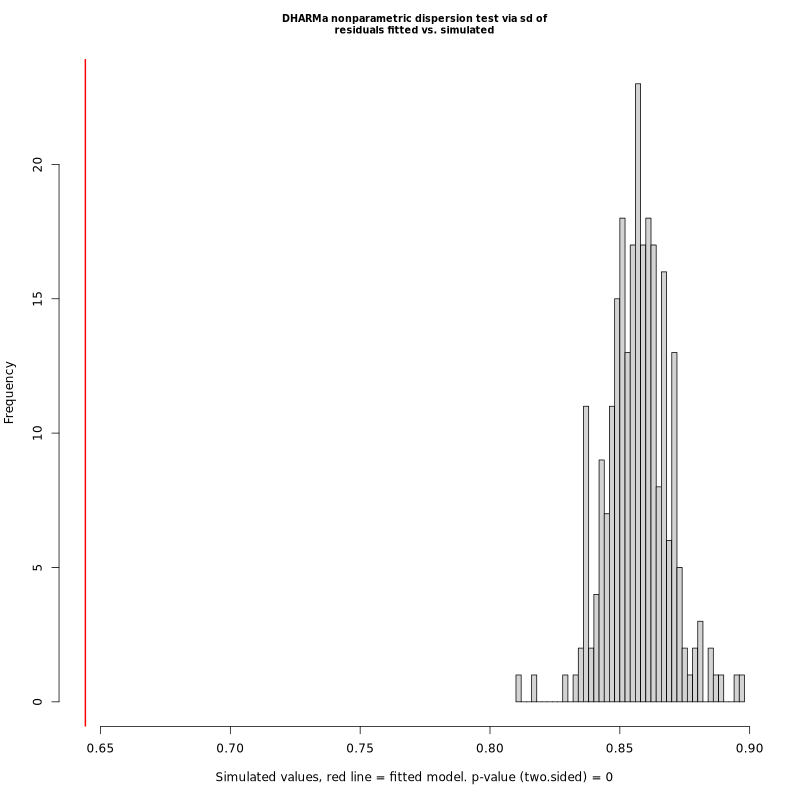 DHARMa nonparametric dispersion test via sd of
residuals fitted vs. simulated
Frequency
20
15
10
5
0
0.65 0.70 0.75 0.80 0.85 0.90
Simulated values, red line = fitted model. p-value (two.sided) = 0